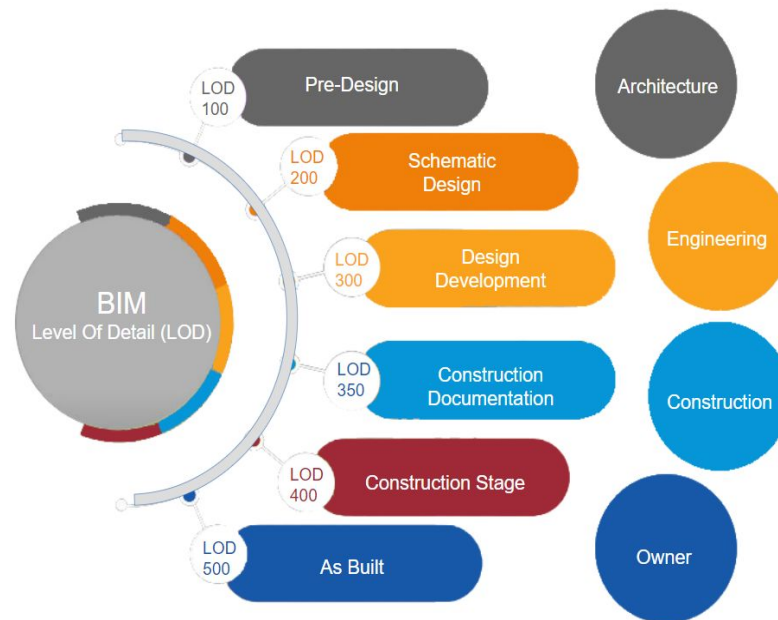 BIM
Level Of Detail (LOD)
LOD
100
Pre-Design
LOD
200
Schematic
Design
LOD
300
Design
Development
LOD
350
Construction
Documentation
LOD
400
Construction Stage
LOD
500
As Built
Architecture
Engineering
Construction
Owner